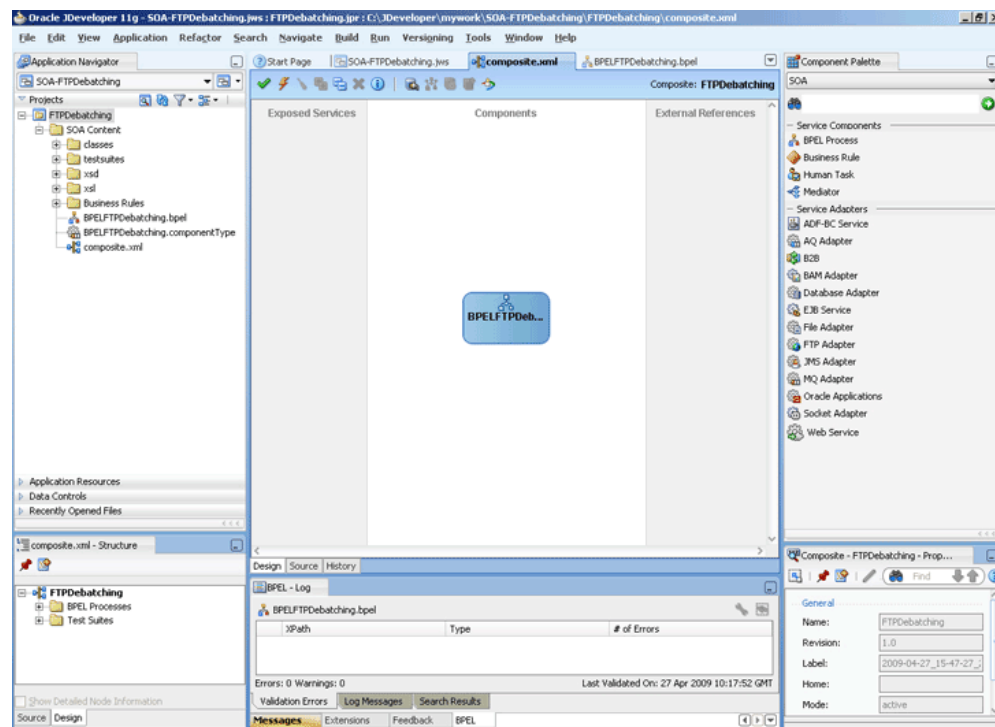 Oracle JDeveloper 11g - SOA-FTPDebatching.jws : FTPDebatching.jpr : C:\JDeveloper\mywork\SOA-FTPDebatching\FTPDebatching\composite.xml
File Edit View Application Refactor Search Navigate Build Run Versigning Tools Window Help
Application Navigator
Start Page SOA-FTPDebatching.jws composite.xml BPELFTPDebatching.bpel
Component Palette
SOA-FTPDebatching
Composite: FTPDebatching
SOA
Projects
FTPDebatching
SOA Content
classes
testsuites
xsd
xsl
Business Rules
BPELFTPDebatching.bpel
BPELFTPDebatching.componentType
composite.xml
Application Resources
Data Controls
Recently Opened Files
Exposed Services Components External References
BPELFTPDeb...
Service Components
BPEL Process
Business Rule
Human Task
Mediator
Service Adapters
ADF-BC Service
AQ Adapter
B2B
BAM Adapter
Database Adapter
EJB Service
File Adapter
FTP Adapter
JMS Adapter
MQ Adapter
Oracle Applications
Socket Adapter
Web Service
composite.xml - Structure
FTPDebatching
BPEL Processes
Test Suites
Show Detailed Node Information
Source Design
Design Source History
BPEL - Log
BPELFTPDebatching.bpel
XPath Type # of Errors
Errors: 0 Warnings: 0 Last Validated On: 27 Apr 2009 10:17:52 GMT
Validation Errors Log Messages Search Results
Messages Extensions Feedback BPEL
Composite - FTPDebatching - Prop...
Find
General
Name: FTPDebatching
Revision: 1.0
Label: 2009-04-27_15-47-27_
Home:
Mode: active